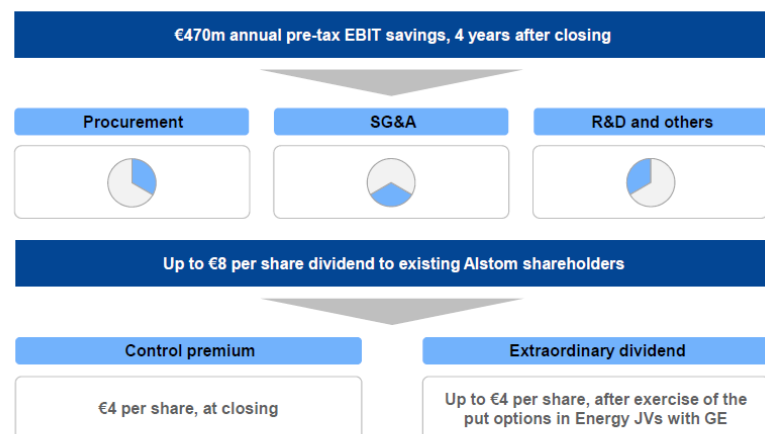 €470m annual pre-tax EBIT savings, 4 years after closing
Procurement
SG&A
R&D and others
Up to €8 per share dividend to existing Alstom shareholders
Control premium
Extraordinary dividend
€4 per share, at closing
Up to €4 per share, after exercise of the
put options in Energy JVs with GE